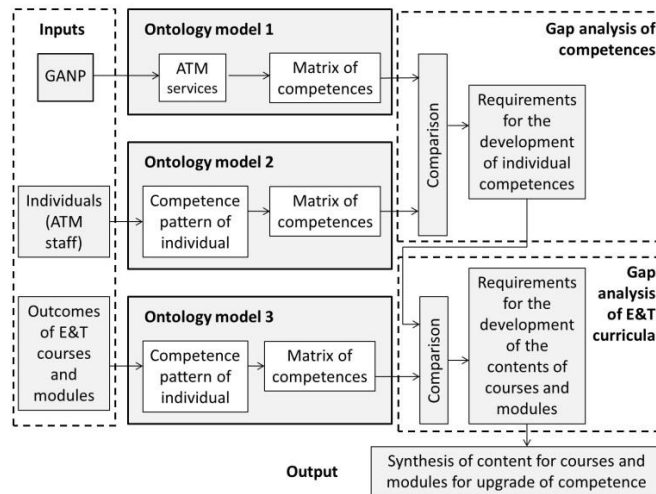 Inputs
GANP
Individuals
(ATM
staff)
Outcomes
of E&T
courses
and
modules
Ontology model 1
ATM
services
Matrix of
competences
Ontology model 2
Competence
pattern of
individual
Matrix of
competences
Ontology model 3
Competence
pattern of
individual
Matrix of
competences
Gap analysis of
competences
Comparison
Requirements
for the
development
of individual
competences
Gap
analysis
of E&T
curricula
Comparison
Requirements
for the
development
of the
contents of
courses and
modules
Output
Synthesis of content for courses and
modules for upgrade of competence